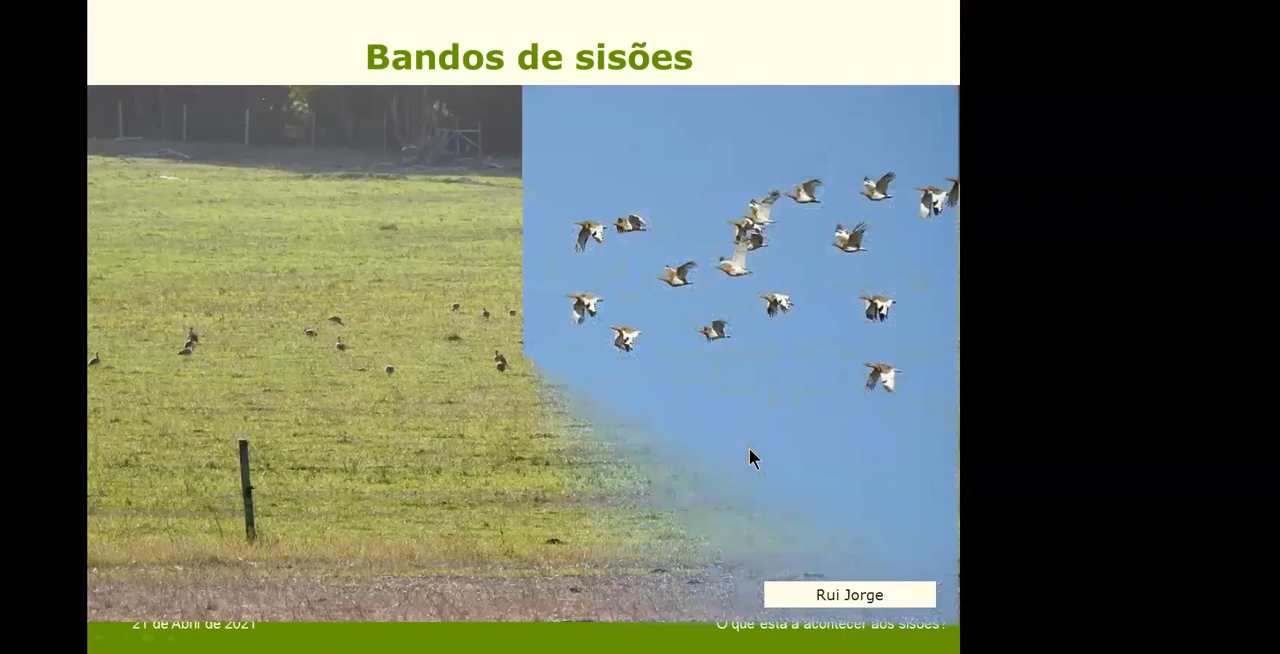 Bandos de sisões
Rui Jorge
21 de Abril de 2021
O que está a acontecer aos sisões?